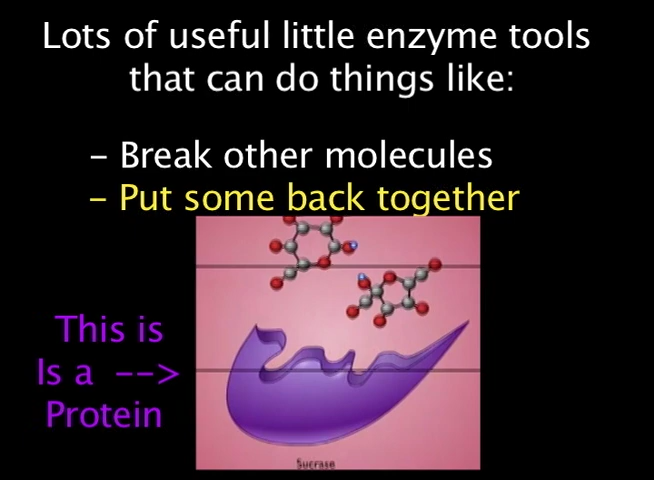 Lots of useful little enzyme tools
that can do things like:
- Break other molecules
- Put some back together
This is
Is a -->
Protein
Sucrase